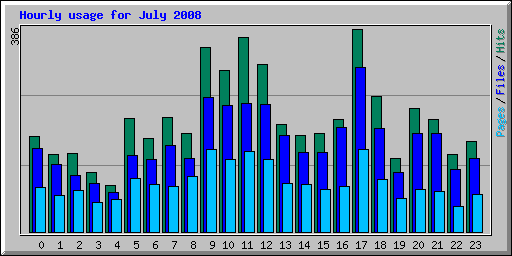 Hourly usage for July 2008
386
Pages/Files/Hits
0 1 2 3 4 5 6 7 8 9 10 11 12 13 14 15 16 17 18 19 20 21 22 23